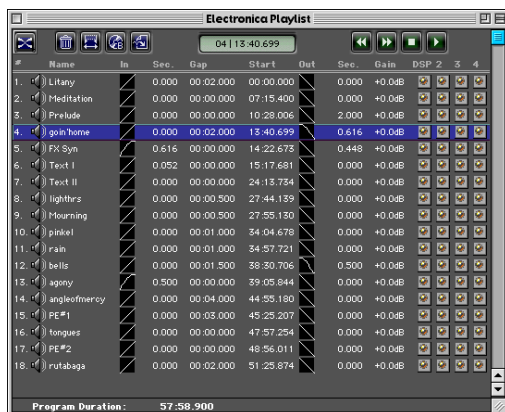 Electronica Playlist
CB
04 | 13:40.699
# Name In Sec. Gap Start Out Sec. Gain DSP 2 3 4
1. Litany 0.000 00:02.000 00:00.000 0.000 +0.0dB
2. Meditation 0.000 00:00.000 07:15.400 0.000 +0.0dB
3. Prelude 0.000 00:00.000 10:28.006 2.000 +0.0dB
4. goin'home 0.000 00:02.000 13:40.699 0.616 +0.0dB
5. FX Syn 0.616 00:00.000 14:22.673 0.448 +0.0dB
6. Text I 0.052 00:00.000 15:17.681 0.000 +0.0dB
7. Text II 0.000 00:00.000 24:13.734 0.000 +0.0dB
8. lighthrs 0.000 00:00.500 27:44.139 0.000 +0.0dB
9. Mourning 0.000 00:00.500 27:55.130 0.000 +0.0dB
10. pinkel 0.000 00:01.000 34:04.678 0.000 +0.0dB
11. rain 0.000 00:01.000 34:57.721 0.000 +0.0dB
12. bells 0.000 00:01.500 38:30.706 0.500 +0.0dB
13. agony 0.500 00:00.000 39:05.844 0.000 +0.0dB
14. angleofmercy 0.000 00:04.000 44:55.180 0.000 +0.0dB
15. PE#1 0.000 00:03.000 45:25.207 0.000 +0.0dB
16. tongues 0.000 00:00.000 47:57.254 0.000 +0.0dB
17. PE#2 0.000 00:00.000 48:56.011 0.000 +0.0dB
18. rutabaga 0.000 00:02.000 51:25.874 0.000 +0.0dB
Program Duration: 57:58.900